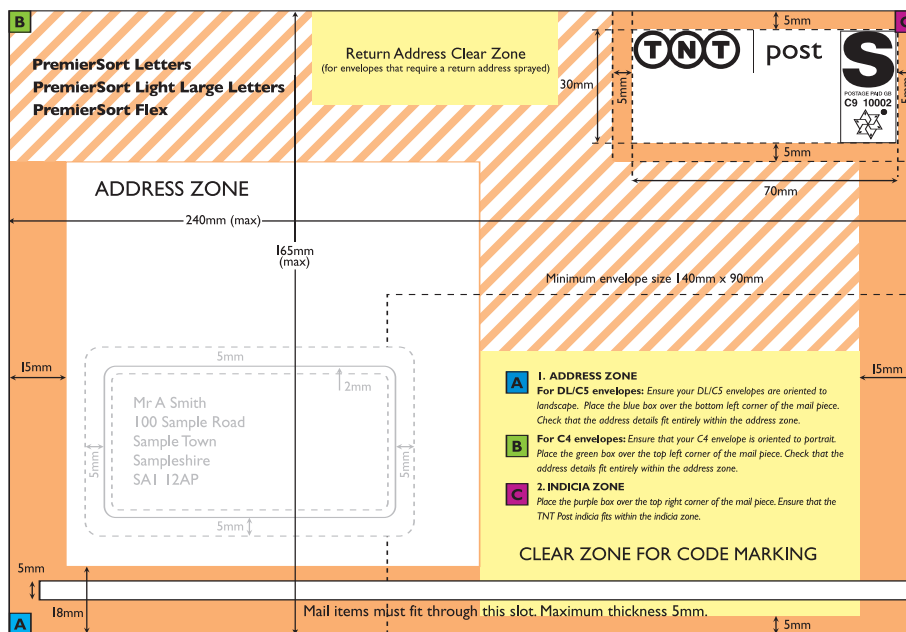 B
C
5mm
Return Address Clear Zone
(for envelopes that require a return address sprayed)
PremierSort Letters
PremierSort Light Large Letters
PremierSort Flex
TNT post
S
POSTAGE PAID GB
C9 10002
30mm
5mm
5mm
5mm
70mm
ADDRESS ZONE
240mm (max)
165mm
(max)
Minimum envelope size 140mm x 90mm
5mm
2mm
15mm
15mm
Mr A Smith
100 Sample Road
Sample Town
Sampleshire
SA1 12AP
5mm
5mm
5mm
A
1. ADDRESS ZONE
For DL/C5 envelopes: Ensure your DL/C5 envelopes are oriented to
landscape. Place the blue box over the bottom left corner of the mail piece.
Check that the address details fit entirely within the address zone.
B
For C4 envelopes: Ensure that your C4 envelope is oriented to portrait.
Place the green box over the top left corner of the mail piece. Check that the
address details fit entirely within the address zone.
C
2. INDICIA ZONE
Place the purple box over the top right corner of the mail piece. Ensure that the
TNT Post indicia fits within the indicia zone.
CLEAR ZONE FOR CODE MARKING
5mm
18mm
Mail items must fit through this slot. Maximum thickness 5mm.
5mm
A